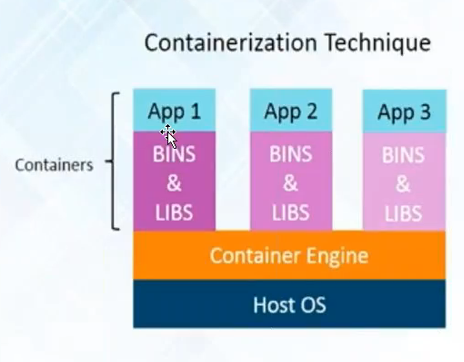 Containerization Technique
Containers
App 1
BINS
&
LIBS
App 2
BINS
&
LIBS
App 3
BINS
&
LIBS
Container Engine
Host OS